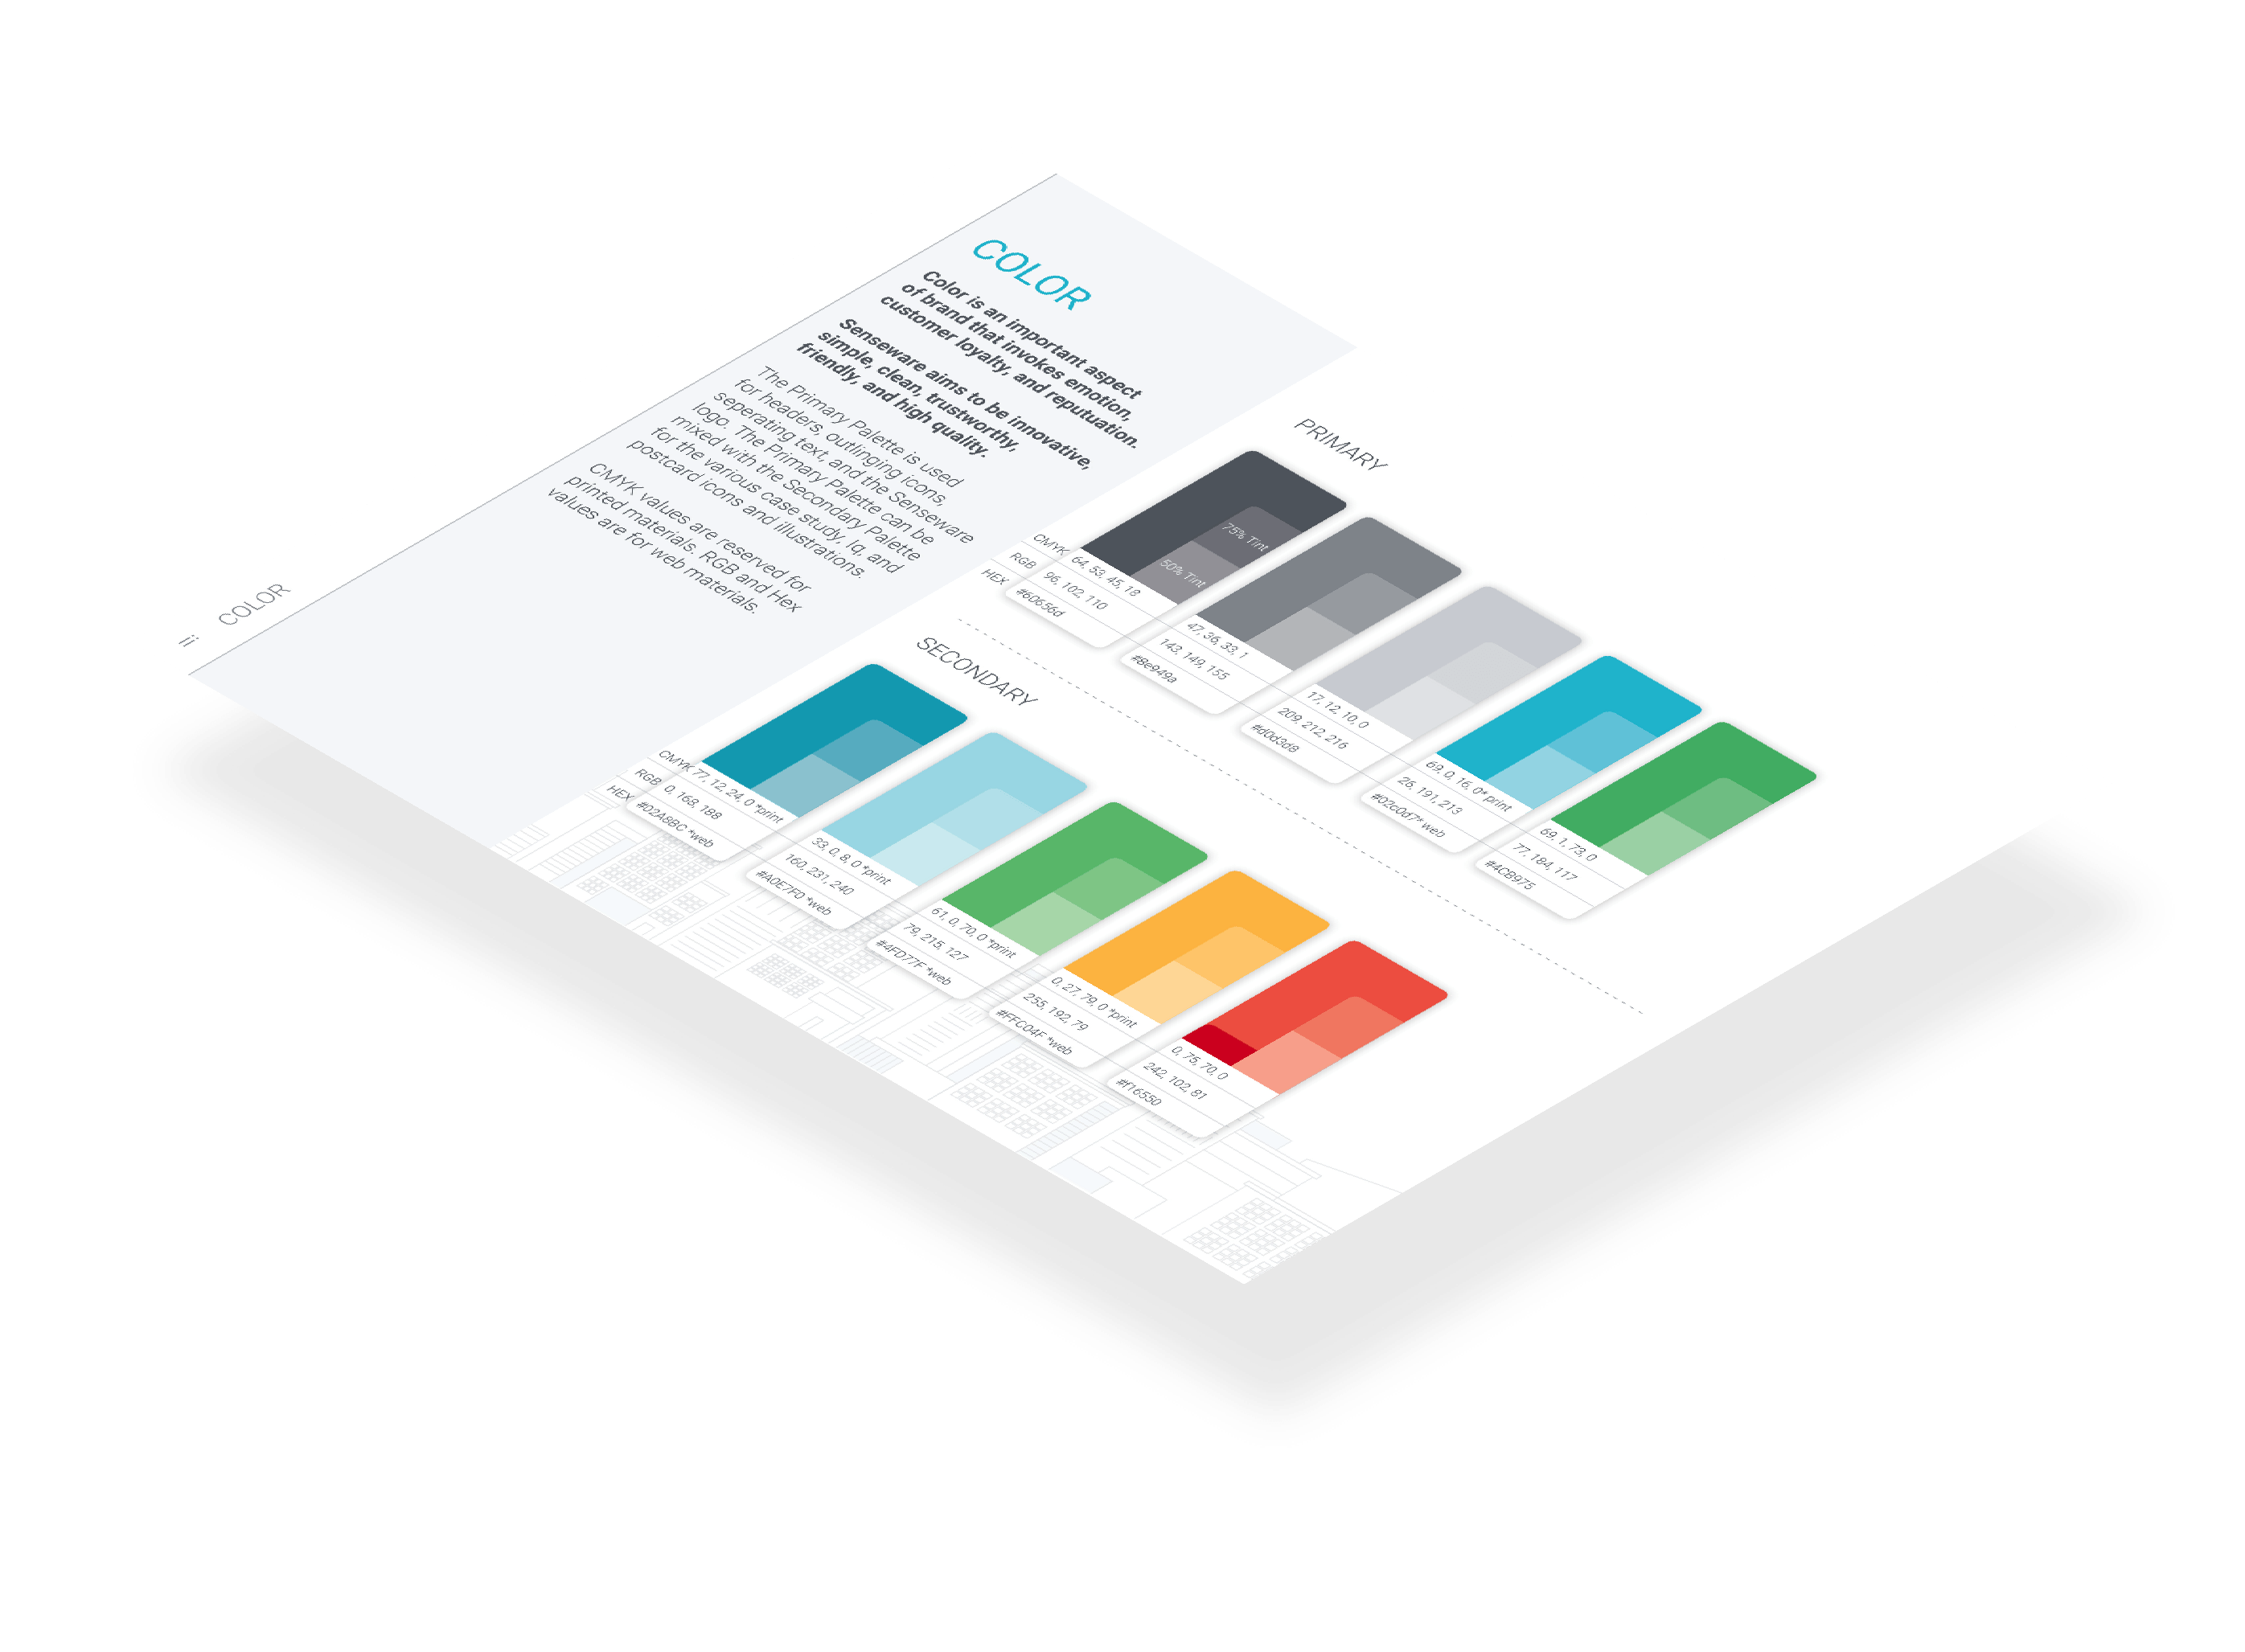 COLOR
Color is an important aspect
of brand that invokes emotion,
customer loyalty, and reputuation.
Senseware aims to be innovative,
simple, clean, trustworthy,
friendly, and high quality.
The Primary Palette is used
for headers, outlinging icons,
seperating text, and the Senseware
logo. The Primary Palette can be
mixed with the Secondary Palette
for the various case study, Iq. and
postcard icons and illustrations.
CMYK values are reserved for
printed materials. RGB and Hex
values are for web materials.
COLOR
ii
PRIMARY
75% Tint
50% Tint
CMYK 64, 53, 45, 18
RGB 96, 102, 110
HEX #60656d
47, 36, 33, 1
143, 149, 155
#8e949a
17, 12, 10, 0
209, 212, 216
#d0d3d8
69, 0, 16, 0* print
26, 191, 213
#02c0d7* web
69, 1, 73, 0
77, 184, 117
#4CB975
SECONDARY
CMYK 77, 12, 24, 0 *print
RGB 0, 168, 188
HEX #02A8BC *web
33, 0, 8, 0 *print
160, 231, 240
#A0E7F0 *web
61, 0, 70, 0 *print
79, 215, 127
#4FD77F *web
0, 27, 79, 0 *print
255, 192, 79
#FFC04F *web
0, 75, 70, 0
242, 102, 81
#f16550